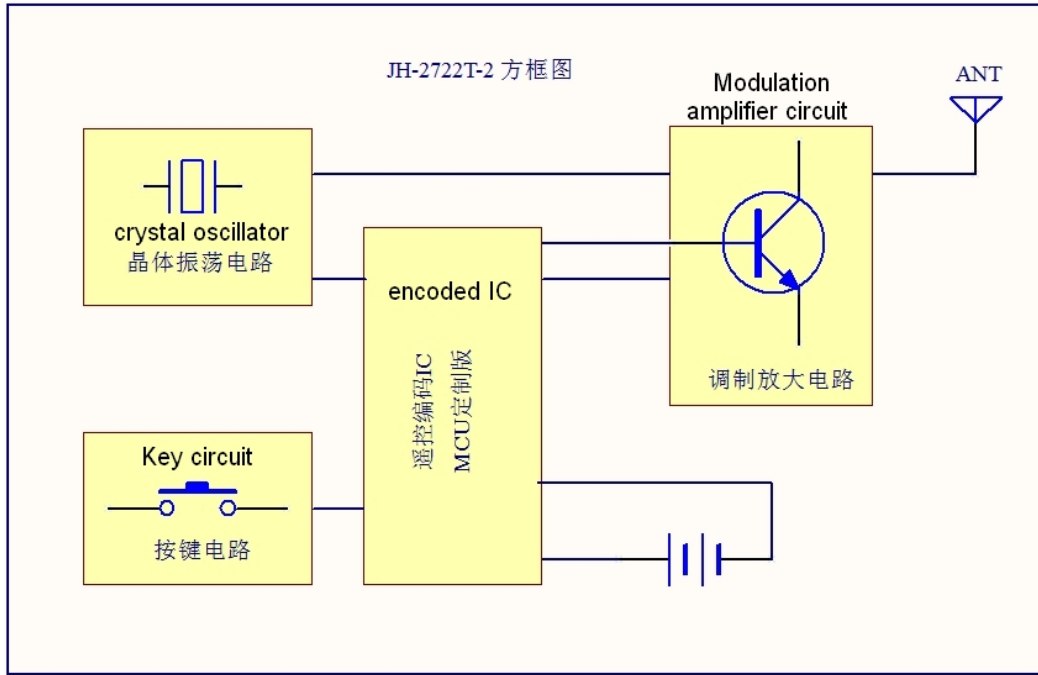 JH-2722T-2 方框图
Modulation
amplifier circuit
ANT
crystal oscillator
晶体振荡电路
encoded IC
遥控编码IC
MCU定制版
调制放大电路
Key circuit
按键电路